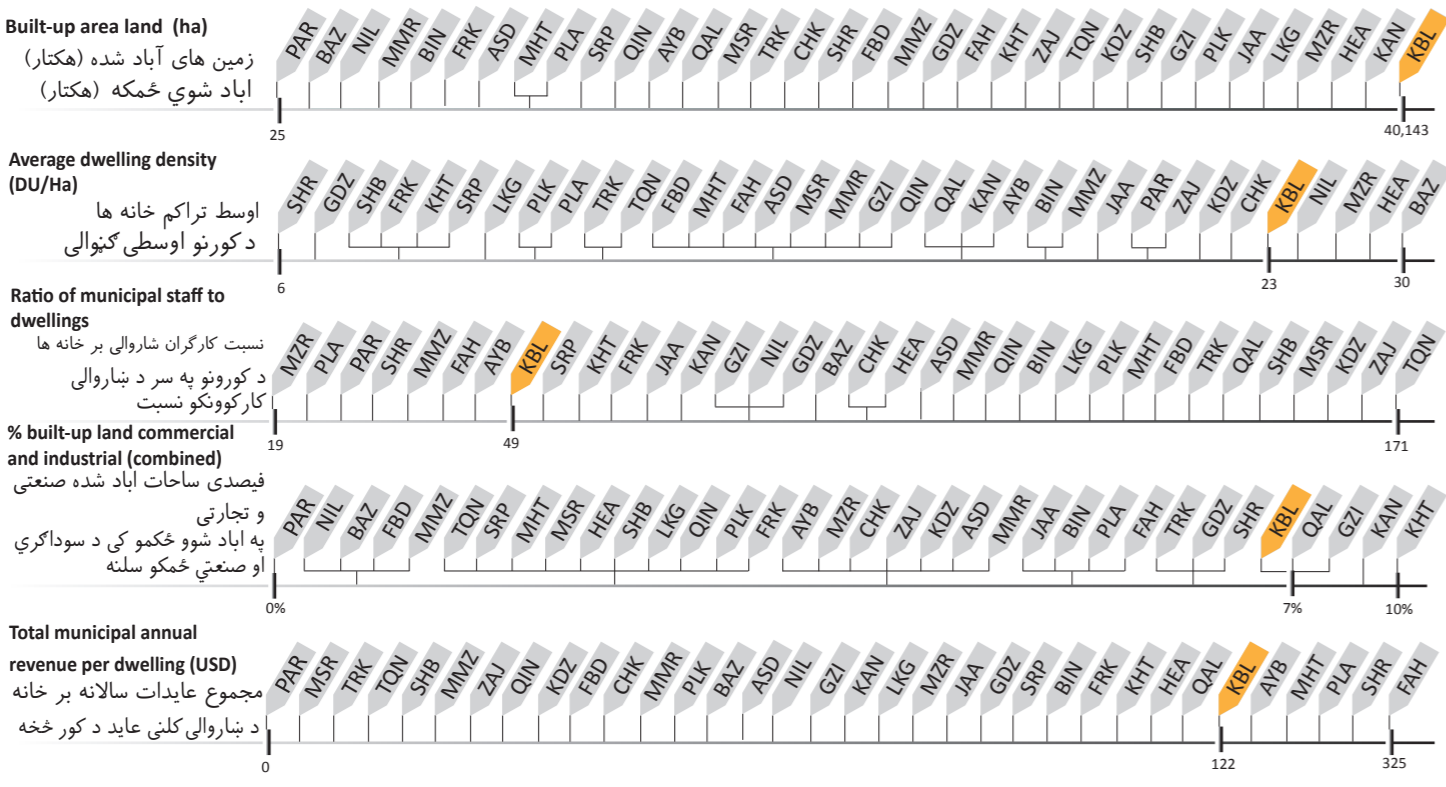 Built-up area land (ha)
زمین های آباد شده (هکتار)
اباد شوي ځمکه (هکتار)
PAR BAZ NIL MMR BIN FRK ASD MHT PLA SRP QIN AYB QAL MSR TRK CHK SHR FBD MMZ GDZ FAH KHT ZAJ TQN KDZ SHB GZI PLK JAA LKG MZR HEA KAN KBL
25 40,143
Average dwelling density
(DU/Ha)
اوسط تراکم خانه ها
د کورنو اوسطی ګڼوالی
SHR GDZ SHB FRK KHT SRP LKG PLK PLA TRK TQN FBD MHT FAH ASD MSR MMR GZI QIN QAL KAN AYB BIN MMZ JAA PAR ZAJ KDZ CHK KBL NIL MZR HEA BAZ
6 23 30
Ratio of municipal staff to
dwellings
نسبت کارگران شاروالی بر خانه ها
د کورونو په سر د ښاروالی
کارکوونکو نسبت
MZR PLA PAR SHR MMZ FAH AYB KBL SRP KHT FRK JAA KAN GZI NIL GDZ BAZ CHK HEA ASD MMR QIN BIN LKG PLK MHT FBD TRK QAL SHB MSR KDZ ZAJ TQN
19 49 171
% built-up land commercial
and industrial (combined)
فیصدی ساحات اباد شده صنعتی
و تجارتی
په اباد شوو ځکمو کی د سوداګري
او صنعتي ځمکو سلنه
PAR NIL BAZ FBD MMZ TQN SRP MHT MSR HEA SHB LKG QIN PLK FRK AYB MZR CHK ZAJ KDZ ASD MMR JAA BIN PLA FAH TRK GDZ SHR KBL QAL GZI KAN KHT
0% 7% 10%
Total municipal annual
revenue per dwelling (USD)
مجموع عایدات سالانه بر خانه
د ښاروالی کلنی عاید د کور څخه
PAR MSR TRK TQN SHB MMZ ZAJ QIN KDZ FBD CHK MMR PLK BAZ ASD NIL GZI KAN LKG MZR JAA GDZ SRP BIN FRK KHT HEA QAL KBL AYB MHT PLA SHR FAH
0 122 325